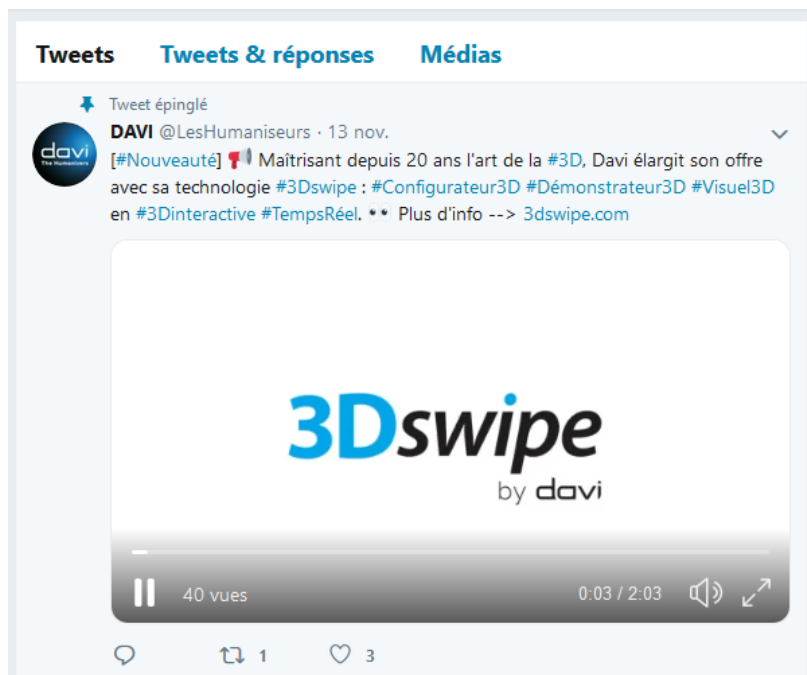 Tweets Tweets & réponses Médias
Tweet épinglé
DAVI @LesHumaniseurs · 13 nov.
davi
The Humanizers
[#Nouveauté] Maîtrisant depuis 20 ans l'art de la #3D, Davi élargit son offre
avec sa technologie #3Dswipe : #Configurateur3D #Démonstrateur3D #Visuel3D
en #3Dinteractive #TempsRéel. 👀 Plus d'info --> 3dswipe.com
3Dswipe
by davi
40 vues 0:03 / 2:03
1 3